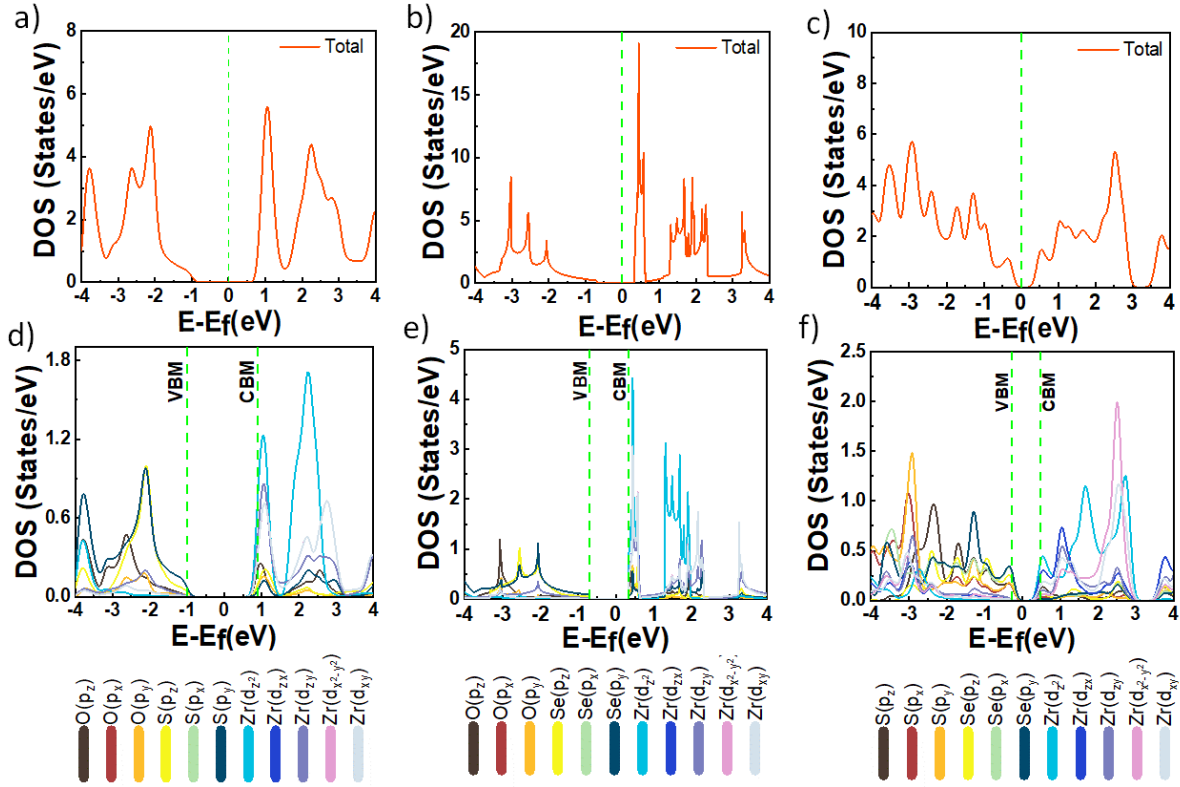 a)
8
6
4
2
0
DOS (States/eV)
Total
-4 -3 -2 -1 0 1 2 3 4
E-Ef(eV)
b)
20
15
10
5
0
DOS (States/eV)
Total
-4 -3 -2 -1 0 1 2 3 4
E-Ef(eV)
c)
10
8
6
4
2
0
DOS (States/eV)
Total
-4 -3 -2 -1 0 1 2 3 4
E-Ef(eV)
d)
1.8
1.2
0.6
0.0
DOS (States/eV)
VBM
CBM
-4 -3 -2 -1 0 1 2 3 4
E-Ef(eV)
e)
5
4
3
2
1
0
DOS (States/eV)
VBM
CBM
-4 -3 -2 -1 0 1 2 3 4
E-Ef(eV)
f)
2.5
2.0
1.5
1.0
0.5
0.0
DOS (States/eV)
VBM
CBM
-4 -3 -2 -1 0 1 2 3 4
E-Ef(eV)
O(pz)
O(px)
O(py)
S(pz)
S(px)
S(py)
Zr(dz²)
Zr(dzx)
Zr(dzy)
Zr(dx²-y²)
Zr(dxy)
O(pz)
O(px)
O(py)
Se(pz)
Se(px)
Se(py)
Zr(dz²)
Zr(dzx)
Zr(dzy)
Zr(dx²-y²)
Zr(dxy)
S(pz)
S(px)
S(py)
Se(pz)
Se(px)
Se(py)
Zr(dz²)
Zr(dzx)
Zr(dzy)
Zr(dx²-y²)
Zr(dxy)